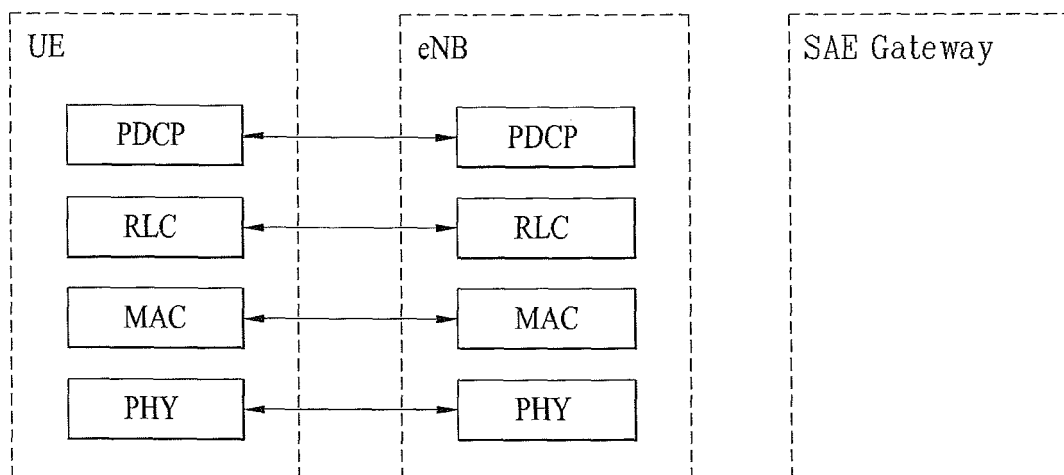 UE
eNB
SAE Gateway
PDCP
PDCP
RLC
RLC
MAC
MAC
PHY
PHY